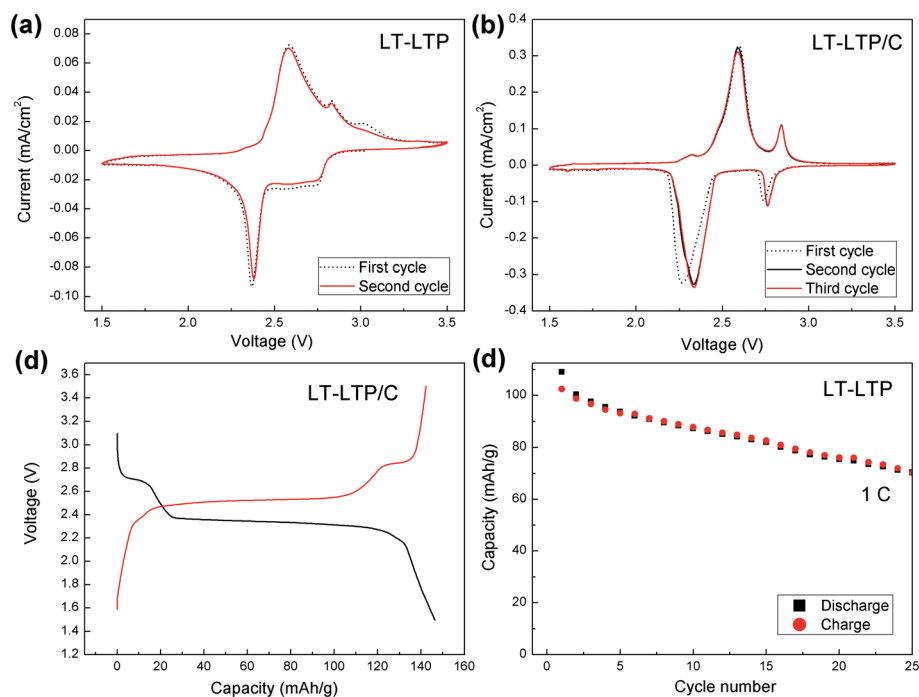 (a)
LT-LTP
0.08
0.06
0.04
0.02
0.00
-0.02
-0.04
-0.06
-0.08
-0.10
Current (mA/cm²)
First cycle
Second cycle
1.5
2.0
2.5
3.0
3.5
Voltage (V)
(b)
LT-LTP/C
0.4
0.3
0.2
0.1
0.0
-0.1
-0.2
-0.3
-0.4
Current (mA/cm²)
First cycle
Second cycle
Third cycle
1.5
2.0
2.5
3.0
3.5
Voltage (V)
(d)
LT-LTP/C
3.6
3.4
3.2
3.0
2.8
2.6
2.4
2.2
2.0
1.8
1.6
1.4
1.2
Voltage (V)
0
20
40
60
80
100
120
140
160
Capacity (mAh/g)
(d)
LT-LTP
100
80
60
40
20
0
Capacity (mAh/g)
1 C
Discharge
Charge
0
5
10
15
20
25
Cycle number